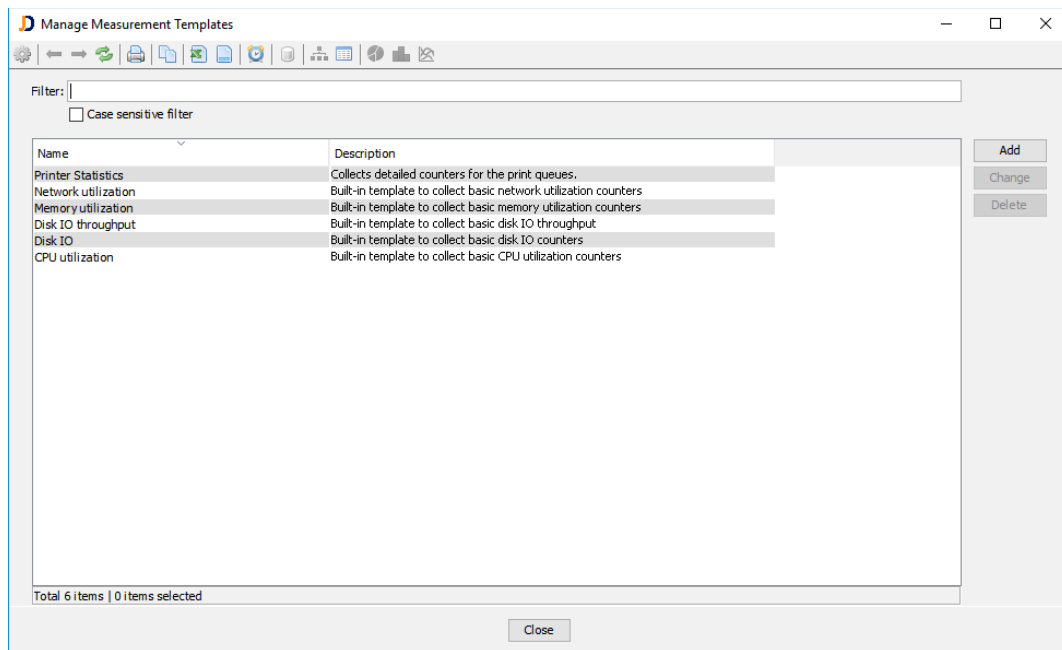 Manage Measurement Templates
Filter:
Case sensitive filter
Name Description
Printer Statistics Collects detailed counters for the print queues.
Network utilization Built-in template to collect basic network utilization counters
Memory utilization Built-in template to collect basic memory utilization counters
Disk IO throughput Built-in template to collect basic disk IO throughput
Disk IO Built-in template to collect basic disk IO counters
CPU utilization Built-in template to collect basic CPU utilization counters
Add
Change
Delete
Total 6 items | 0 items selected
Close